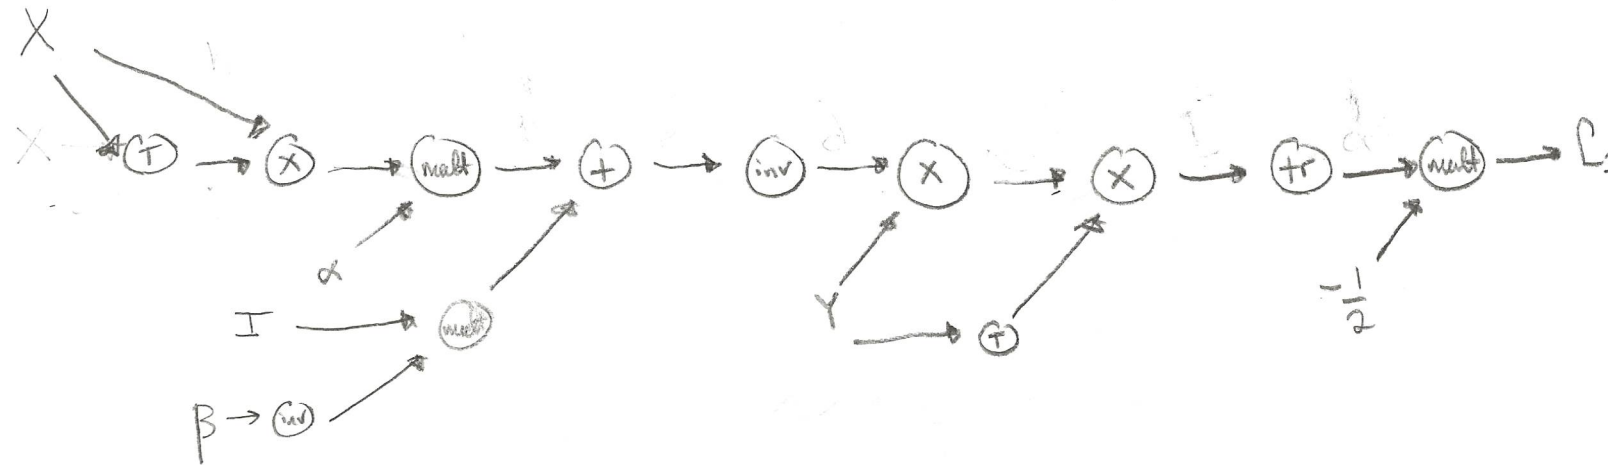 X
T X mult + inv X X tr mult L
α
I mult
Y T
-1/2
β inv